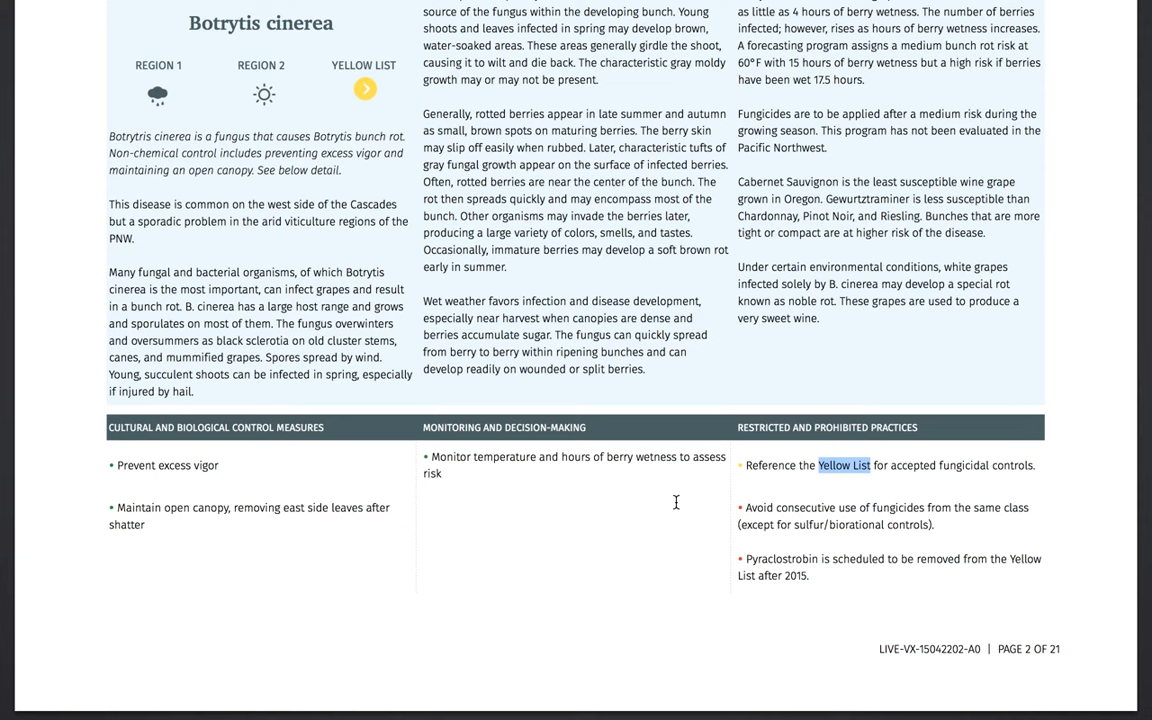 Botrytis cinerea
REGION 1
REGION 2
YELLOW LIST
Botrytris cinerea is a fungus that causes Botrytis bunch rot.
Non-chemical control includes preventing excess vigor and
maintaining an open canopy. See below detail.
This disease is common on the west side of the Cascades
but a sporadic problem in the arid viticulture regions of the
PNW.
Many fungal and bacterial organisms, of which Botrytis
cinerea is the most important, can infect grapes and result
in a bunch rot. B. cinerea has a large host range and grows
and sporulates on most of them. The fungus overwinters
and oversummers as black sclerotia on old cluster stems,
canes, and mummified grapes. Spores spread by wind.
Young, succulent shoots can be infected in spring, especially
if injured by hail.
source of the fungus within the developing bunch. Young
shoots and leaves infected in spring may develop brown,
water-soaked areas. These areas generally girdle the shoot,
causing it to wilt and die back. The characteristic gray moldy
growth may or may not be present.
Generally, rotted berries appear in late summer and autumn
as small, brown spots on maturing berries. The berry skin
may slip off easily when rubbed. Later, characteristic tufts of
gray fungal growth appear on the surface of infected berries.
Often, rotted berries are near the center of the bunch. The
rot then spreads quickly and may encompass most of the
bunch. Other organisms may invade the berries later,
producing a large variety of colors, smells, and tastes.
Occasionally, immature berries may develop a soft brown rot
early in summer.
Wet weather favors infection and disease development,
especially near harvest when canopies are dense and
berries accumulate sugar. The fungus can quickly spread
from berry to berry within ripening bunches and can
develop readily on wounded or split berries.
as little as 4 hours of berry wetness. The number of berries
infected; however, rises as hours of berry wetness increases.
A forecasting program assigns a medium bunch rot risk at
60°F with 15 hours of berry wetness but a high risk if berries
have been wet 17.5 hours.
Fungicides are to be applied after a medium risk during the
growing season. This program has not been evaluated in the
Pacific Northwest.
Cabernet Sauvignon is the least susceptible wine grape
grown in Oregon. Gewurtztraminer is less susceptible than
Chardonnay, Pinot Noir, and Riesling. Bunches that are more
tight or compact are at higher risk of the disease.
Under certain environmental conditions, white grapes
infected solely by B. cinerea may develop a special rot
known as noble rot. These grapes are used to produce a
very sweet wine.
CULTURAL AND BIOLOGICAL CONTROL MEASURES
• Prevent excess vigor
• Maintain open canopy, removing east side leaves after
shatter
MONITORING AND DECISION-MAKING
• Monitor temperature and hours of berry wetness to assess
risk
RESTRICTED AND PROHIBITED PRACTICES
• Reference the Yellow List for accepted fungicidal controls.
• Avoid consecutive use of fungicides from the same class
(except for sulfur/biorational controls).
• Pyraclostrobin is scheduled to be removed from the Yellow
List after 2015.
LIVE-VX-15042202-A0 | PAGE 2 OF 21